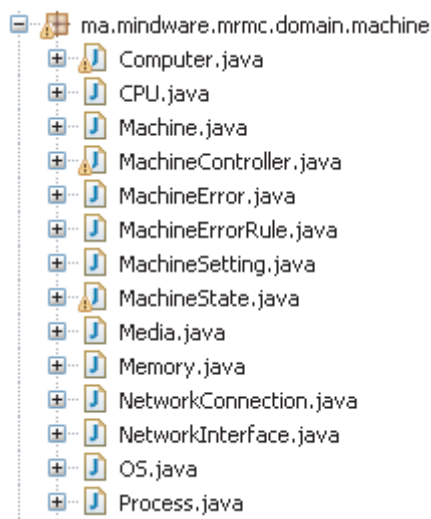 ma.mindware.mrmc.domain.machine
Computer.java
CPU.java
Machine.java
MachineController.java
MachineError.java
MachineErrorRule.java
MachineSetting.java
MachineState.java
Media.java
Memory.java
NetworkConnection.java
NetworkInterface.java
OS.java
Process.java